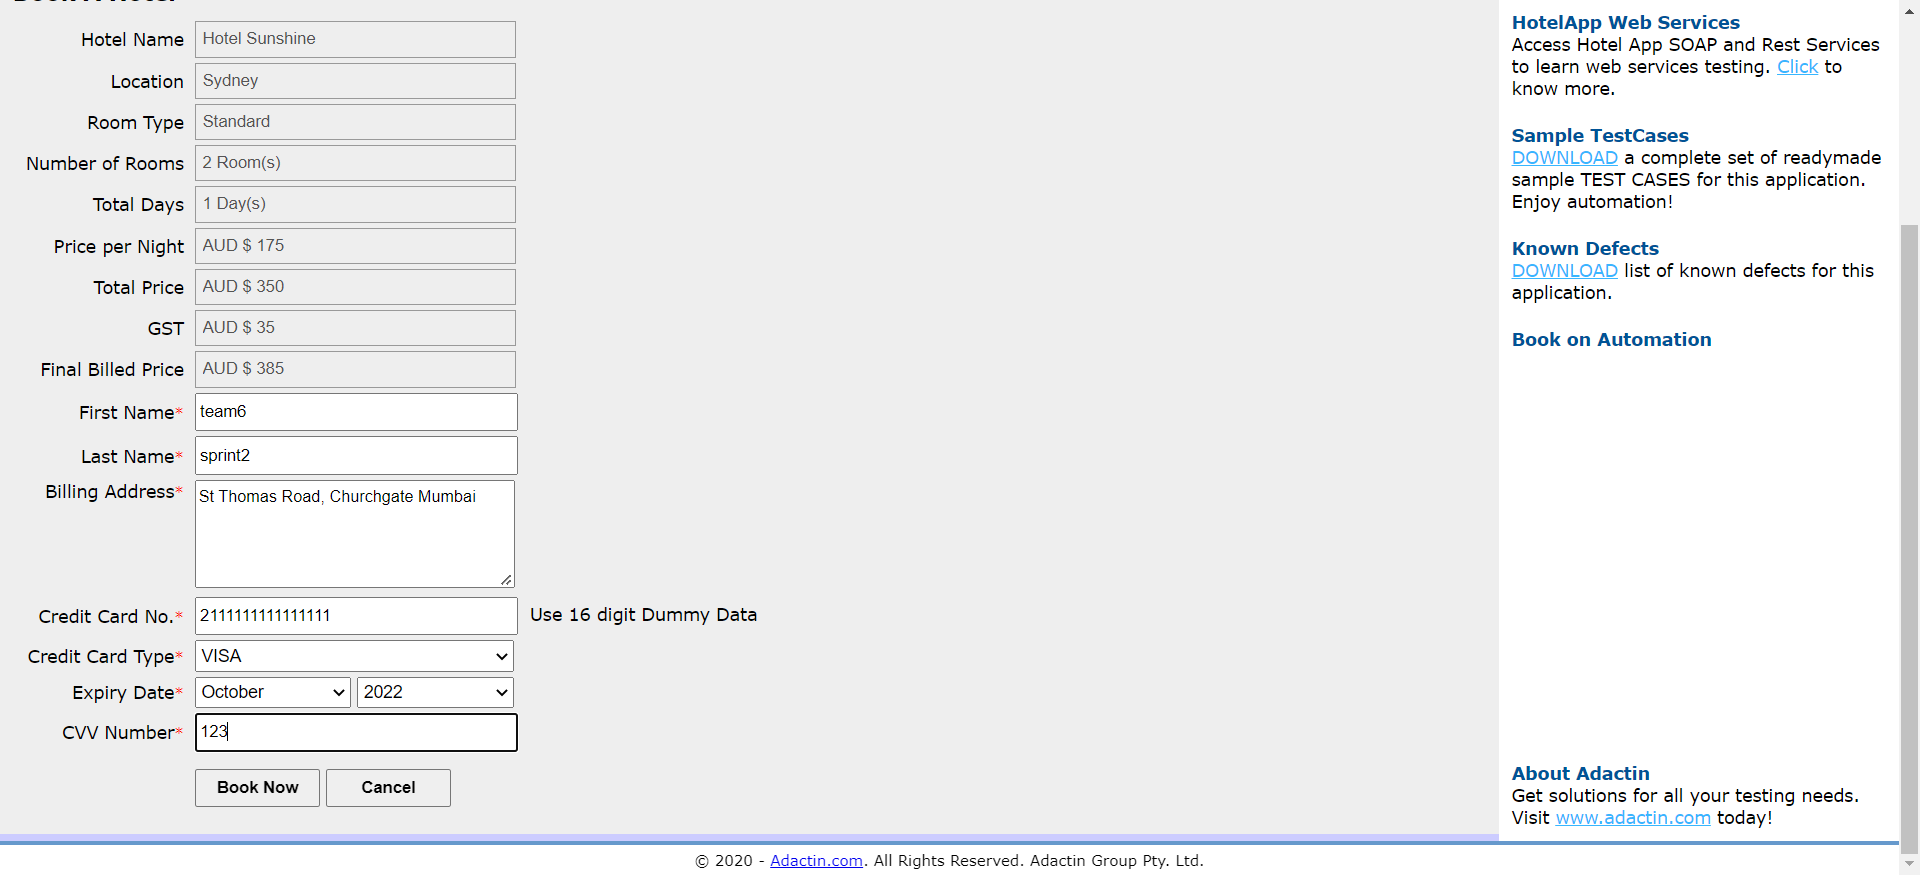 Hotel Name Hotel Sunshine
Location Sydney
Room Type Standard
Number of Rooms 2 Room(s)
Total Days 1 Day(s)
Price per Night AUD $ 175
Total Price AUD $ 350
GST AUD $ 35
Final Billed Price AUD $ 385
First Name* team6
Last Name* sprint2
Billing Address* St Thomas Road, Churchgate Mumbai
Credit Card No.* 2111111111111111 Use 16 digit Dummy Data
Credit Card Type* VISA
Expiry Date* October 2022
CVV Number* 123
Book Now Cancel
HotelApp Web Services
Access Hotel App SOAP and Rest Services
to learn web services testing. Click to
know more.
Sample TestCases
DOWNLOAD a complete set of readymade
sample TEST CASES for this application.
Enjoy automation!
Known Defects
DOWNLOAD list of known defects for this
application.
Book on Automation
About Adactin
Get solutions for all your testing needs.
Visit www.adactin.com today!
© 2020 - Adactin.com. All Rights Reserved. Adactin Group Pty. Ltd.